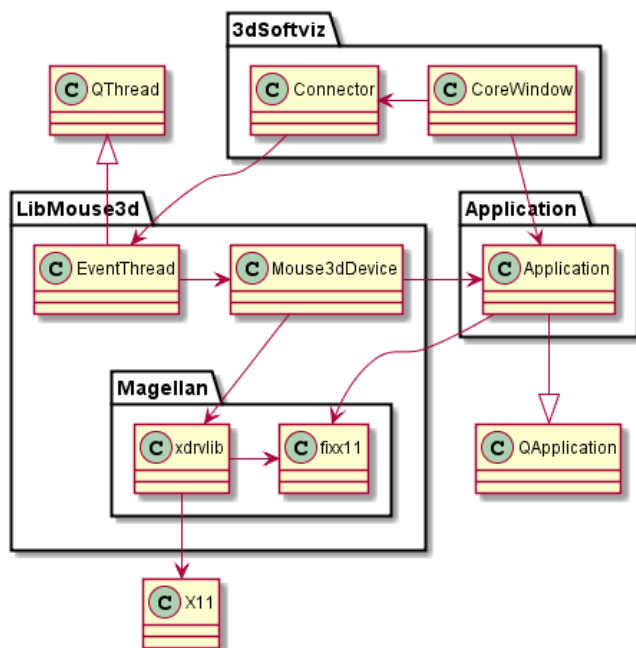 3dSoftviz
C QThread
C Connector
C CoreWindow
LibMouse3d
Application
C EventThread
C Mouse3dDevice
C Application
Magellan
C xdrvlib
C fixx11
C QApplication
C X11